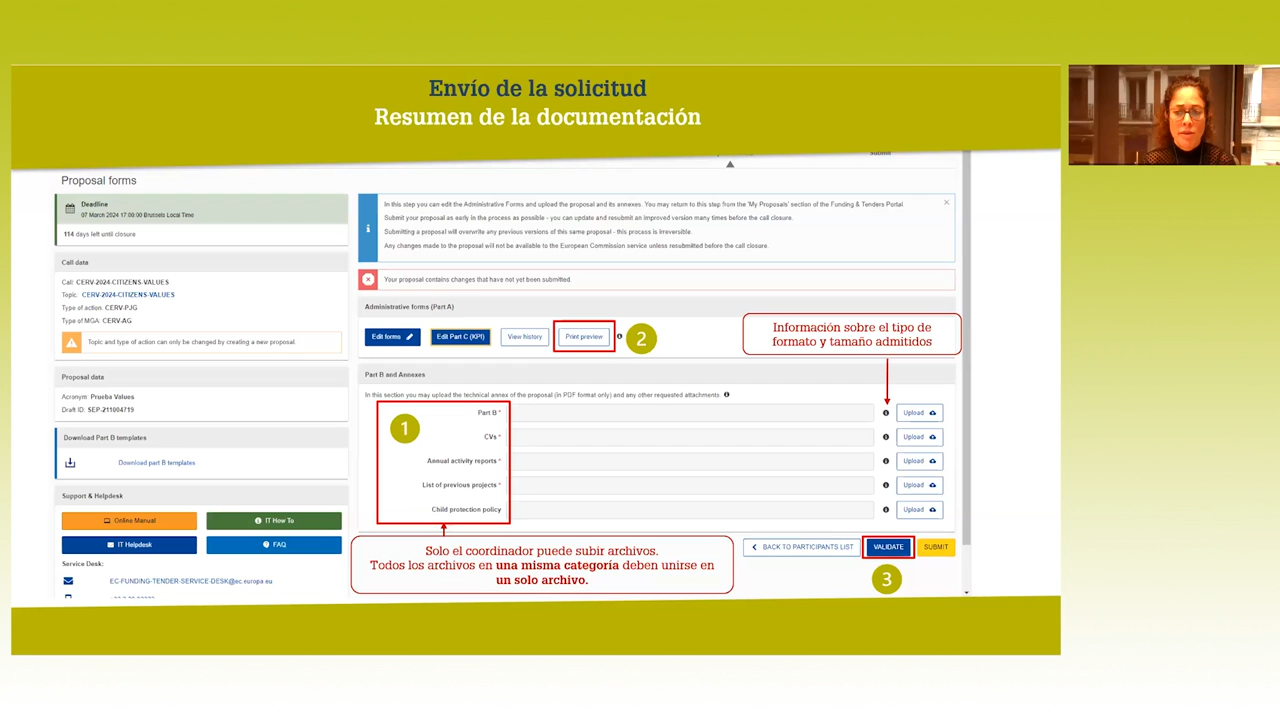 Envío de la solicitud
Resumen de la documentación
Submit
Proposal forms
Deadline
07 March 2024 17:00:00 Brussels Local Time
114 days left until closure
Call data
Call: CERV-2024-CITIZENS-VALUES
Topic: CERV-2024-CITIZENS-VALUES
Type of action: CERV-PJG
Type of MGA: CERV-AG
Topic and type of action can only be changed by creating a new proposal.
Proposal data
Acronym Prueba Values
Draft ID: SEP-211004719
Download Part B templates
Download part B templates
Support & Helpdesk
Online Manual
IT How To
IT Helpdesk
FAQ
Service Desk:
EC-FUNDING-TENDER-SERVICE-DESK@ec.europa.eu
In this step you can edit the Administrative Forms and upload the proposal and its annexes. You may return to this step from the 'My Proposals' section of the Funding & Tenders Portal.
Submit your proposal as early in the process as possible - you can update and resubmit an improved version many times before the call closure.
Submitting a proposal will overwrite any previous versions of this same proposal - this process is irreversible.
Any changes made to the proposal will not be available to the European Commission service unless resubmitted before the call closure.
Your proposal contains changes that have not yet been submitted.
Administrative forms (Part A)
Edit forms
Edit Part C (KPI)
View history
Print preview
2
Información sobre el tipo de
formato y tamaño admitidos
Part B and Annexes
In this section you may upload the technical annex of the proposal (in PDF format only) and any other requested attachments
1
Part B *
Upload
CVs *
Upload
Annual activity reports *
Upload
List of previous projects *
Upload
Child protection policy
Upload
Solo el coordinador puede subir archivos.
Todos los archivos en una misma categoría deben unirse en
un solo archivo.
BACK TO PARTICIPANTS LIST
VALIDATE
SUBMIT
3